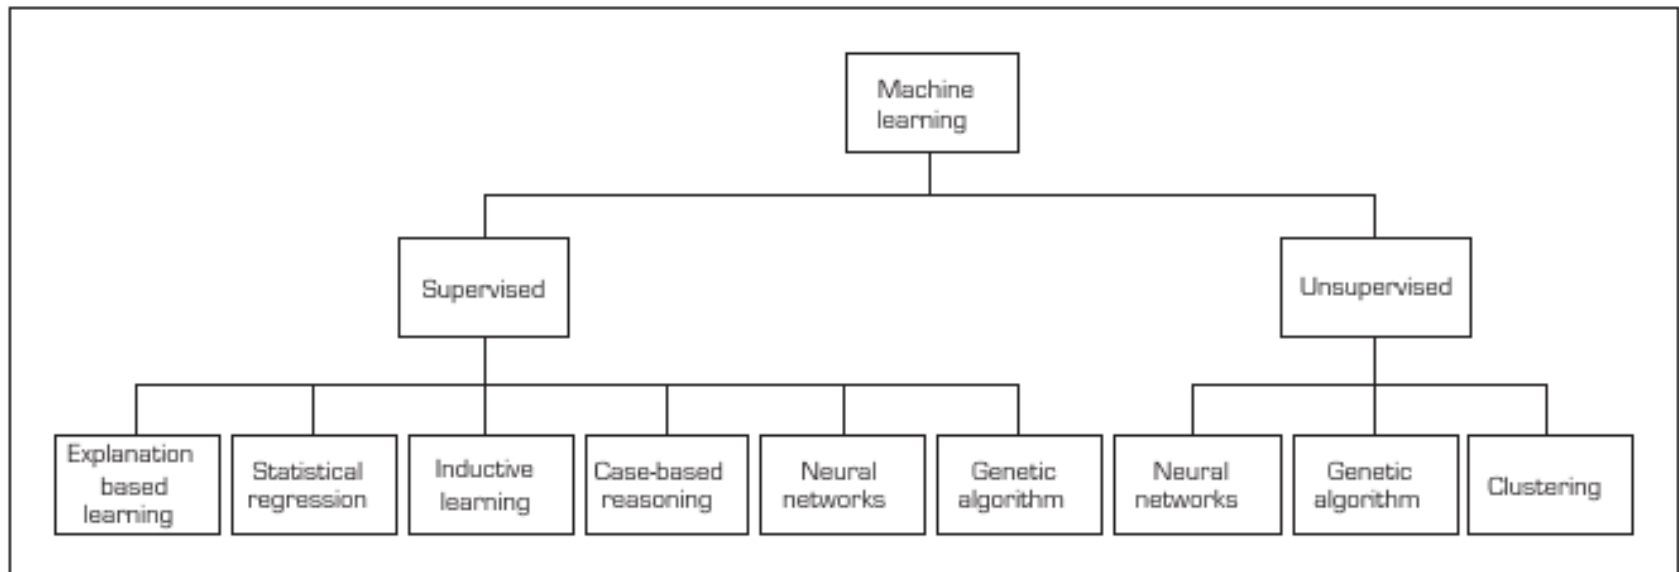 Machine
learning
Supervised
Unsupervised
Explanation
based
learning
Statistical
regression
Inductive
learning
Case-based
reasoning
Neural
networks
Genetic
algorithm
Neural
networks
Genetic
algorithm
Clustering